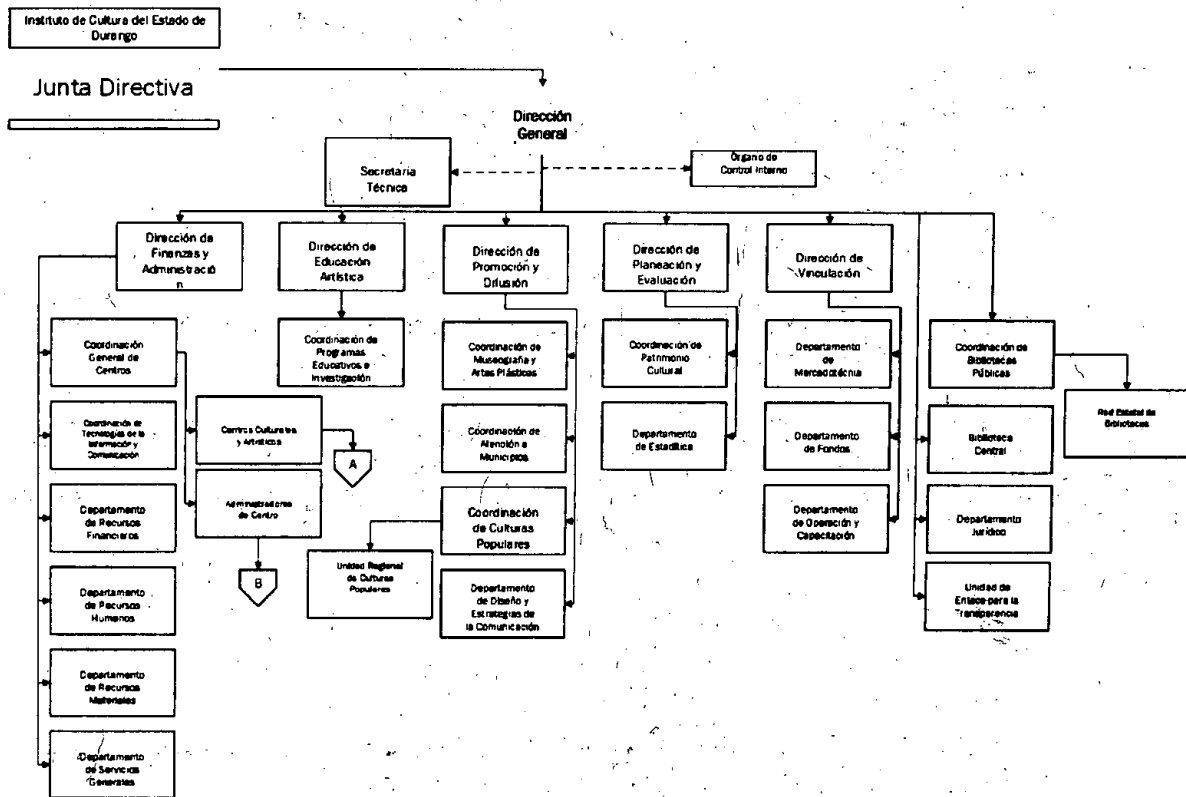 Instituto de Cultura del Estado de
Durango
Junta Directiva
Dirección
General
Secretaria
Técnica
Órgano de
Control Interno
Dirección de
Finanzas y
Administració
n
Dirección de
Educación
Artística
Dirección de
Promoción y
Difusión
Dirección de
Planeación y
Evaluación
Dirección de
Vinculación
Coordinación
General de
Centros
Coordinación de
Programas
Educativos e
Investigación
Coordinación de
Museografía y
Artes Plásticas
Coordinación de
Patrimonio
Cultural
Departamento
de
Mercadotécnia
Coordinación de
Bibliotecas
Públicas
Red Estatal de
Bibliotecas
Coordinación
de Tecnologías de la
Información y
Comunicación
Centros Culturales
y Artísticos
A
Coordinación
de Atención a
Municipios
Departamento
de Estadítica
Departamento
de Fondos
Biblioteca
Central
Departamento
de Recursos
Financieros
Administradores
de Centro
B
Coordinación
de Culturas
Populares
Unidad Regional
de Culturas
Populares
Departamento
de Operación y
Capacitación
Departamento
Jurídico
Departamento
de Recursos
Humanos
Departamento
de Diseño y
Estrategias de
la Comunicación
Unidad de
Enlace para la
Transparencia
Departamento
de Recursos
Materiales
Departamento
de Servicios
Generales